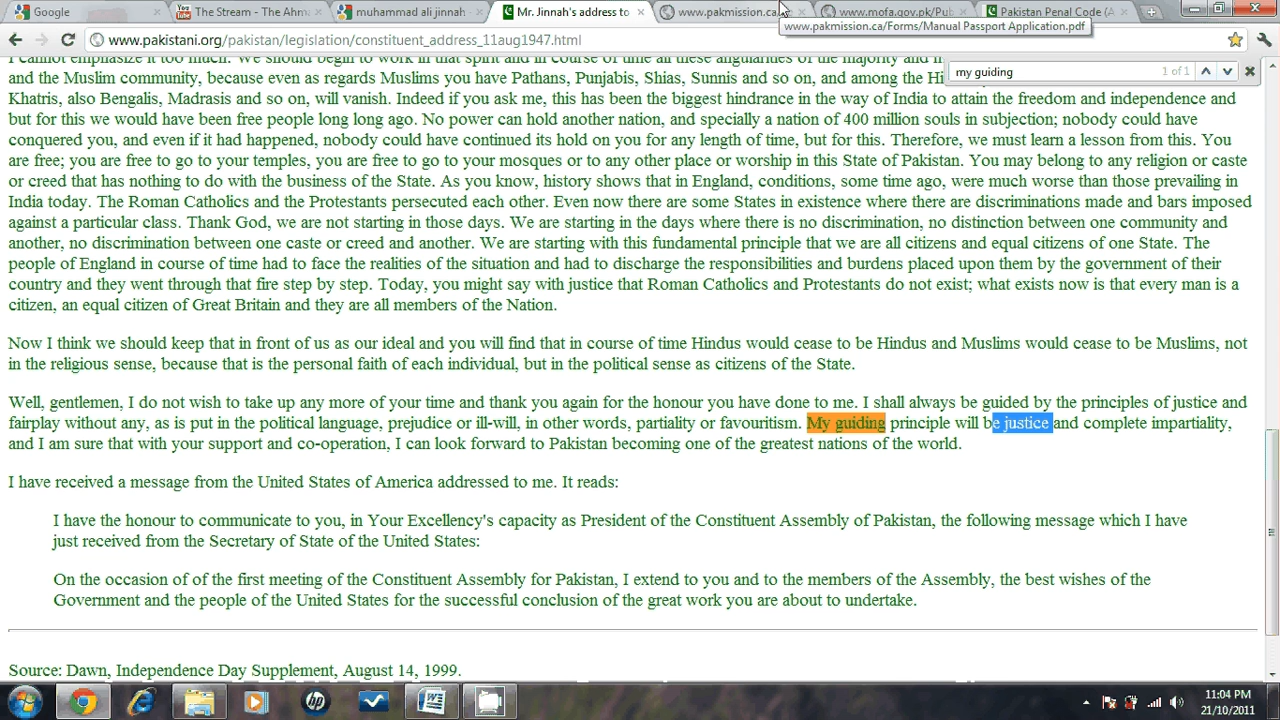 Google
The Stream - The Ahma
muhammad ali jinnah
Mr. Jinnah's address to
www.pakmission.ca
www.mofa.gov.pk/Pub
Pakistan Penal Code (A
www.pakmission.ca/Forms/Manual Passport Application.pdf
www.pakistani.org/pakistan/legislation/constituent_address_11aug1947.html
my guiding 1 of 1
I cannot emphasize it too much. We should begin to work in that spirit and in course of time all these angularities of the majority and
and the Muslim community, because even as regards Muslims you have Pathans, Punjabis, Shias, Sunnis and so on, and among the
Khatris, also Bengalis, Madrasis and so on, will vanish. Indeed if you ask me, this has been the biggest hindrance in the way of India to attain the freedom and independence and
but for this we would have been free people long long ago. No power can hold another nation, and specially a nation of 400 million souls in subjection; nobody could have
conquered you, and even if it had happened, nobody could have continued its hold on you for any length of time, but for this. Therefore, we must learn a lesson from this. You
are free; you are free to go to your temples, you are free to go to your mosques or to any other place or worship in this State of Pakistan. You may belong to any religion or caste
or creed that has nothing to do with the business of the State. As you know, history shows that in England, conditions, some time ago, were much worse than those prevailing in
India today. The Roman Catholics and the Protestants persecuted each other. Even now there are some States in existence where there are discriminations made and bars imposed
against a particular class. Thank God, we are not starting in those days. We are starting in the days where there is no discrimination, no distinction between one community and
another, no discrimination between one caste or creed and another. We are starting with this fundamental principle that we are all citizens and equal citizens of one State. The
people of England in course of time had to face the realities of the situation and had to discharge the responsibilities and burdens placed upon them by the government of their
country and they went through that fire step by step. Today, you might say with justice that Roman Catholics and Protestants do not exist; what exists now is that every man is a
citizen, an equal citizen of Great Britain and they are all members of the Nation.
Now I think we should keep that in front of us as our ideal and you will find that in course of time Hindus would cease to be Hindus and Muslims would cease to be Muslims, not
in the religious sense, because that is the personal faith of each individual, but in the political sense as citizens of the State.
Well, gentlemen, I do not wish to take up any more of your time and thank you again for the honour you have done to me. I shall always be guided by the principles of justice and
fairplay without any, as is put in the political language, prejudice or ill-will, in other words, partiality or favouritism. My guiding principle will be justice and complete impartiality,
and I am sure that with your support and co-operation, I can look forward to Pakistan becoming one of the greatest nations of the world.
I have received a message from the United States of America addressed to me. It reads:
I have the honour to communicate to you, in Your Excellency's capacity as President of the Constituent Assembly of Pakistan, the following message which I have
just received from the Secretary of State of the United States:
On the occasion of of the first meeting of the Constituent Assembly for Pakistan, I extend to you and to the members of the Assembly, the best wishes of the
Government and the people of the United States for the successful conclusion of the great work you are about to undertake.
Source: Dawn, Independence Day Supplement, August 14, 1999.
11:04 PM
21/10/2011